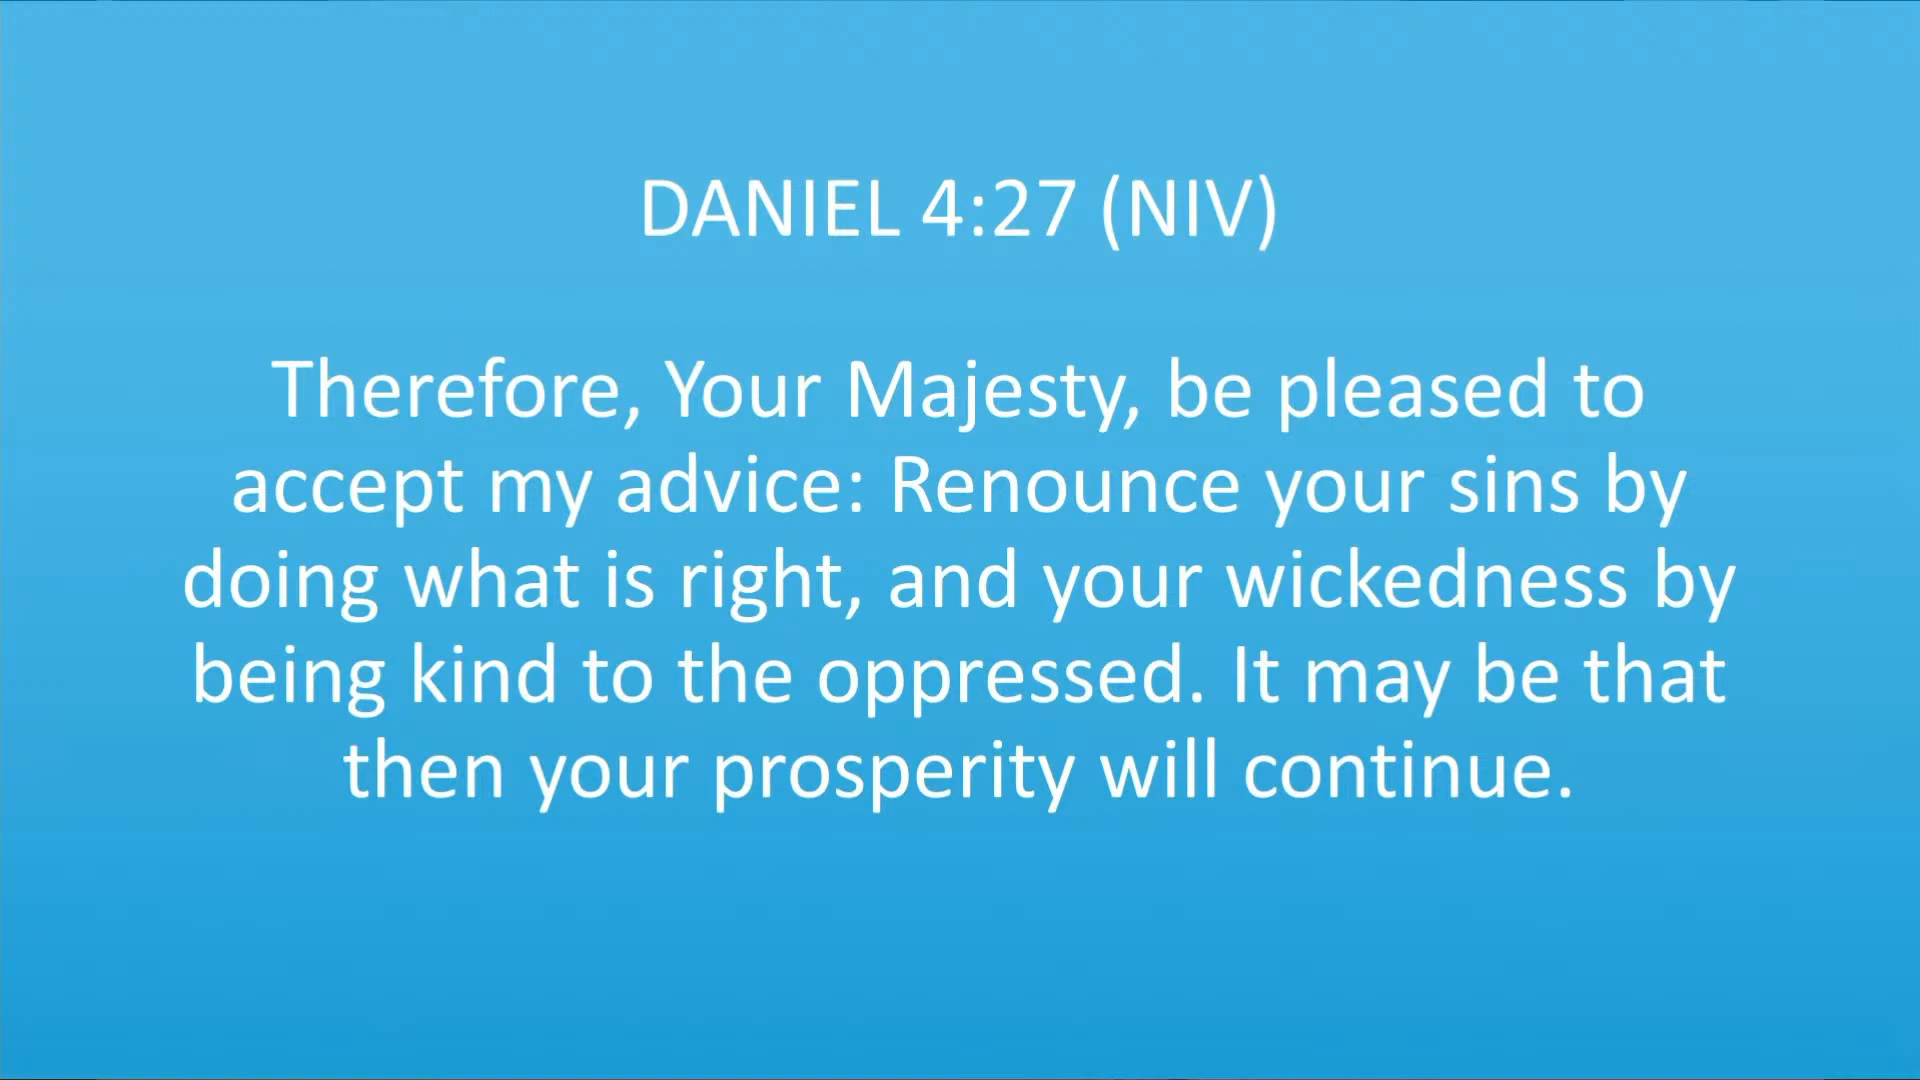 DANIEL 4:27 (NIV)
Therefore, Your Majesty, be pleased to
accept my advice: Renounce your sins by
doing what is right, and your wickedness by
being kind to the oppressed. It may be that
then your prosperity will continue.